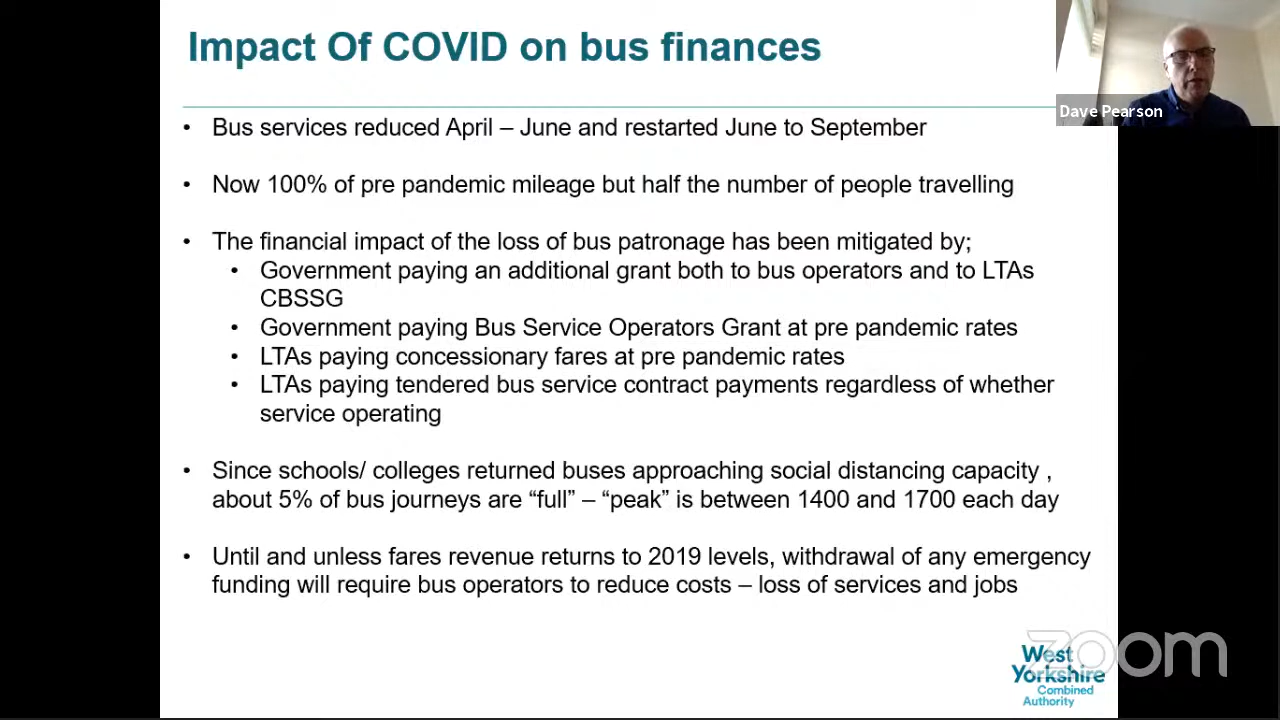 Impact Of COVID on bus finances
Dave Pearson
• Bus services reduced April – June and restarted June to September
• Now 100% of pre pandemic mileage but half the number of people travelling
• The financial impact of the loss of bus patronage has been mitigated by;
• Government paying an additional grant both to bus operators and to LTAs
CBSSG
• Government paying Bus Service Operators Grant at pre pandemic rates
• LTAs paying concessionary fares at pre pandemic rates
• LTAs paying tendered bus service contract payments regardless of whether
service operating
• Since schools/ colleges returned buses approaching social distancing capacity ,
about 5% of bus journeys are “full” – “peak” is between 1400 and 1700 each day
• Until and unless fares revenue returns to 2019 levels, withdrawal of any emergency
funding will require bus operators to reduce costs – loss of services and jobs
zoom
West
Yorkshire
Combined
Authority